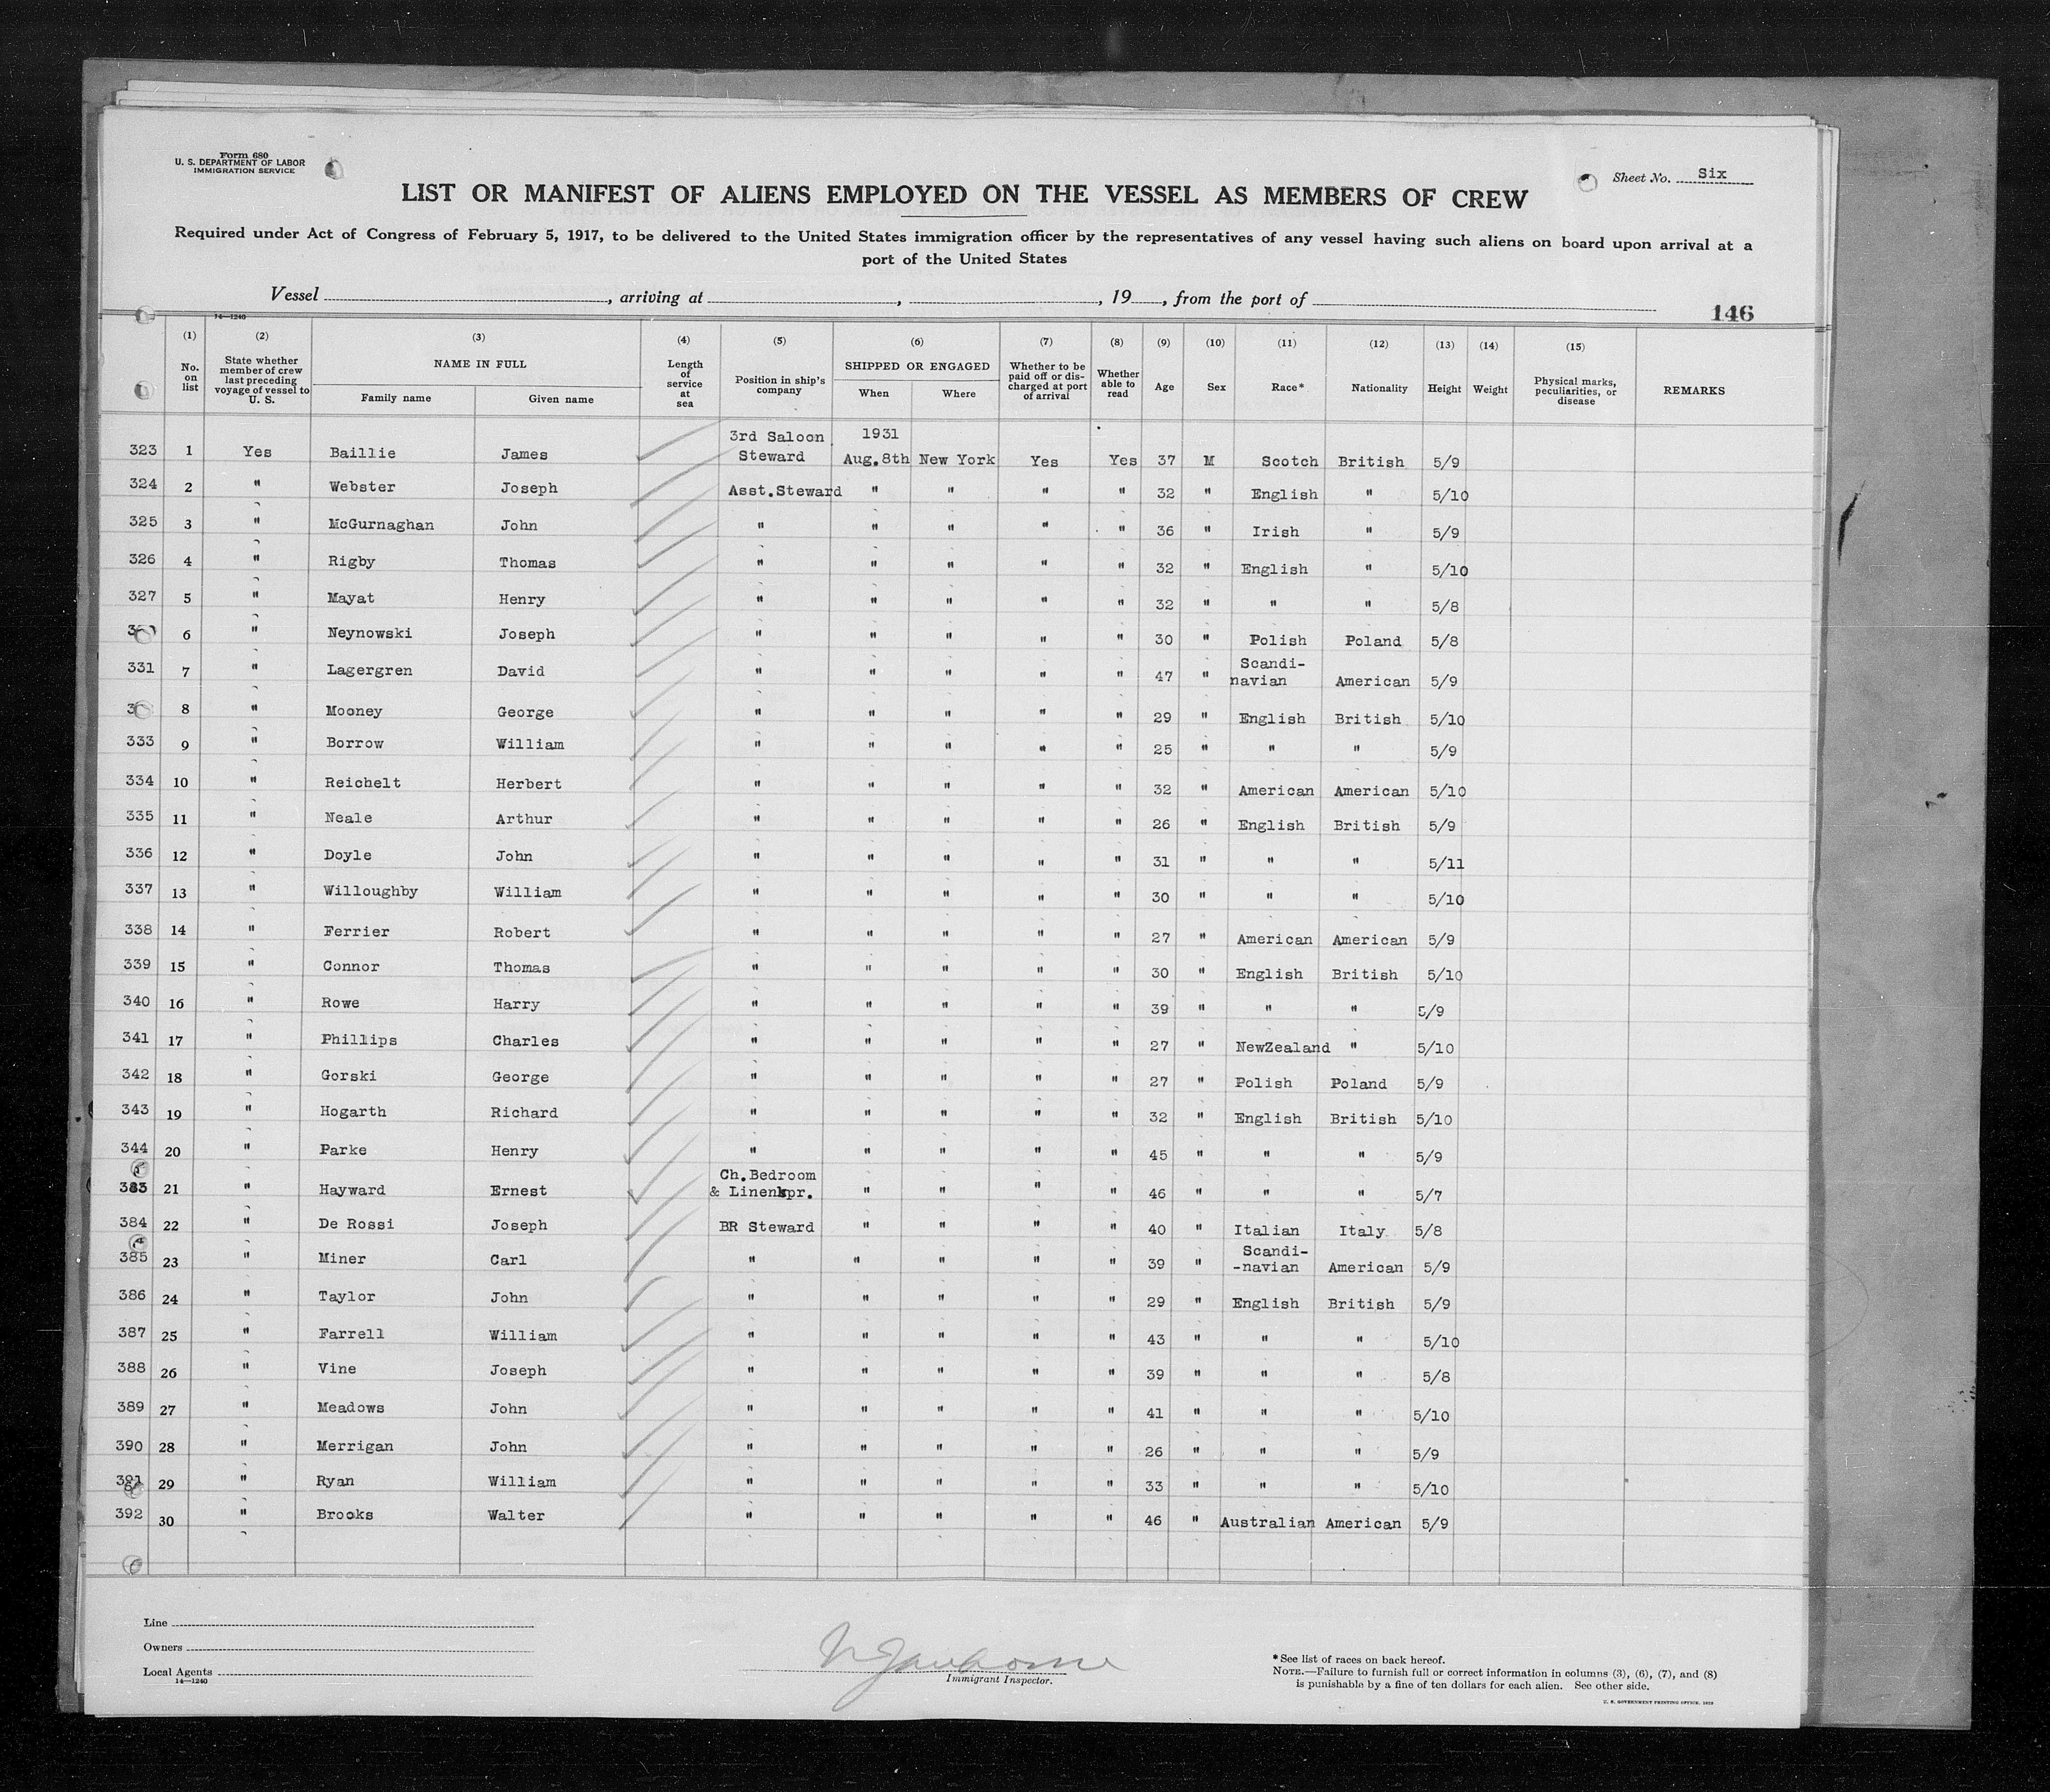 Form 680
U. S. DEPARTMENT OF LABOR
IMMIGRATION SERVICE
Sheet No. Six
LIST OR MANIFEST OF ALIENS EMPLOYED ON THE VESSEL AS MEMBERS OF CREW
Required under Act of Congress of February 5, 1917, to be delivered to the United States immigration officer by the representatives of any vessel having such aliens on board upon arrival at a
port of the United States
Vessel , arriving at , , 19 , from the port of
146
14—1240
(1) No. on list (2) State whether member of crew last preceding voyage of vessel to U. S. (3) NAME IN FULL Family name Given name (4) Length of service at sea (5) Position in ship's company (6) SHIPPED OR ENGAGED When Where (7) Whether to be paid off or discharged at port of arrival (8) Whether able to read (9) Age (10) Sex (11) Race* (12) Nationality (13) Height (14) Weight (15) Physical marks, peculiarities, or disease REMARKS
3rd Saloon 1931
323 1 Yes Baillie James Steward Aug.8th New York Yes Yes 37 M Scotch British 5/9
324 2 " Webster Joseph Asst.Steward " " " " 32 " English " 5/10
325 3 " McGurnaghan John " " " " " 36 " Irish " 5/9
326 4 " Rigby Thomas " " " " " 32 " English " 5/10
327 5 " Mayat Henry " " " " " 32 " " " 5/8
6 " Neynowski Joseph " " " " " 30 " Polish Poland 5/8
Scandi-
331 7 " Lagergren David " " " " " 47 " navian American 5/9
8 " Mooney George " " " " " 29 " English British 5/10
333 9 " Borrow William " " " " " 25 " " " 5/9
334 10 " Reichelt Herbert " " " " " 32 " American American 5/10
335 11 " Neale Arthur " " " " " 26 " English British 5/9
336 12 " Doyle John " " " " " 31 " " " 5/11
337 13 " Willoughby William " " " " " 30 " " " 5/10
338 14 " Ferrier Robert " " " " " 27 " American American 5/9
339 15 " Connor Thomas " " " " " 30 " English British 5/10
340 16 " Rowe Harry " " " " " 39 " " " 5/9
341 17 " Phillips Charles " " " " " 27 " NewZealand " 5/10
342 18 " Gorski George " " " " " 27 " Polish Poland 5/9
343 19 " Hogarth Richard " " " " " 32 " English British 5/10
344 20 " Parke Henry " " " " " 45 " " " 5/9
Ch.Bedroom
383 21 " Hayward Ernest & Linenkpr. " " " " 46 " " " 5/7
384 22 " De Rossi Joseph BR Steward " " " " 40 " Italian Italy 5/8
Scandi-
385 23 " Miner Carl " " " " " 39 " -navian American 5/9
386 24 " Taylor John " " " " " 29 " English British 5/9
387 25 " Farrell William " " " " " 43 " " " 5/10
388 26 " Vine Joseph " " " " " 39 " " " 5/8
389 27 " Meadows John " " " " " 41 " " " 5/10
390 28 " Merrigan John " " " " " 26 " " " 5/9
391 29 " Ryan William " " " " " 33 " " " 5/10
392 30 " Brooks Walter " " " " " 46 " Australian American 5/9
Line
Owners
Local Agents
14—1240
Immigrant Inspector.
*See list of races on back hereof.
NOTE.—Failure to furnish full or correct information in columns (3), (6), (7), and (8)
is punishable by a fine of ten dollars for each alien. See other side.